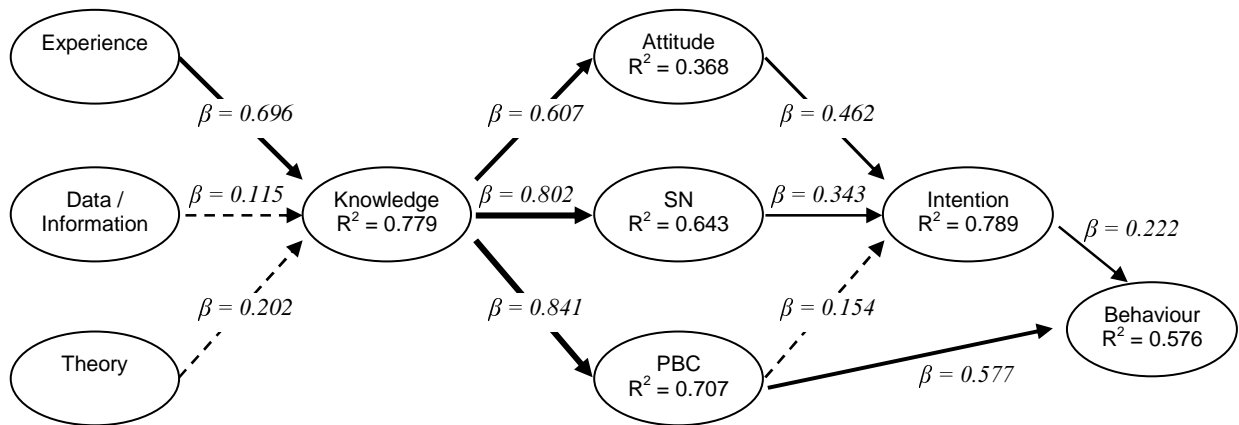 Experience
Attitude
R² = 0.368
β = 0.696
β = 0.607
β = 0.462
Data /
Information
β = 0.115
Knowledge
R² = 0.779
β = 0.802
SN
R² = 0.643
β = 0.343
Intention
R² = 0.789
β = 0.222
β = 0.202
β = 0.841
β = 0.154
Behaviour
R² = 0.576
Theory
PBC
R² = 0.707
β = 0.577